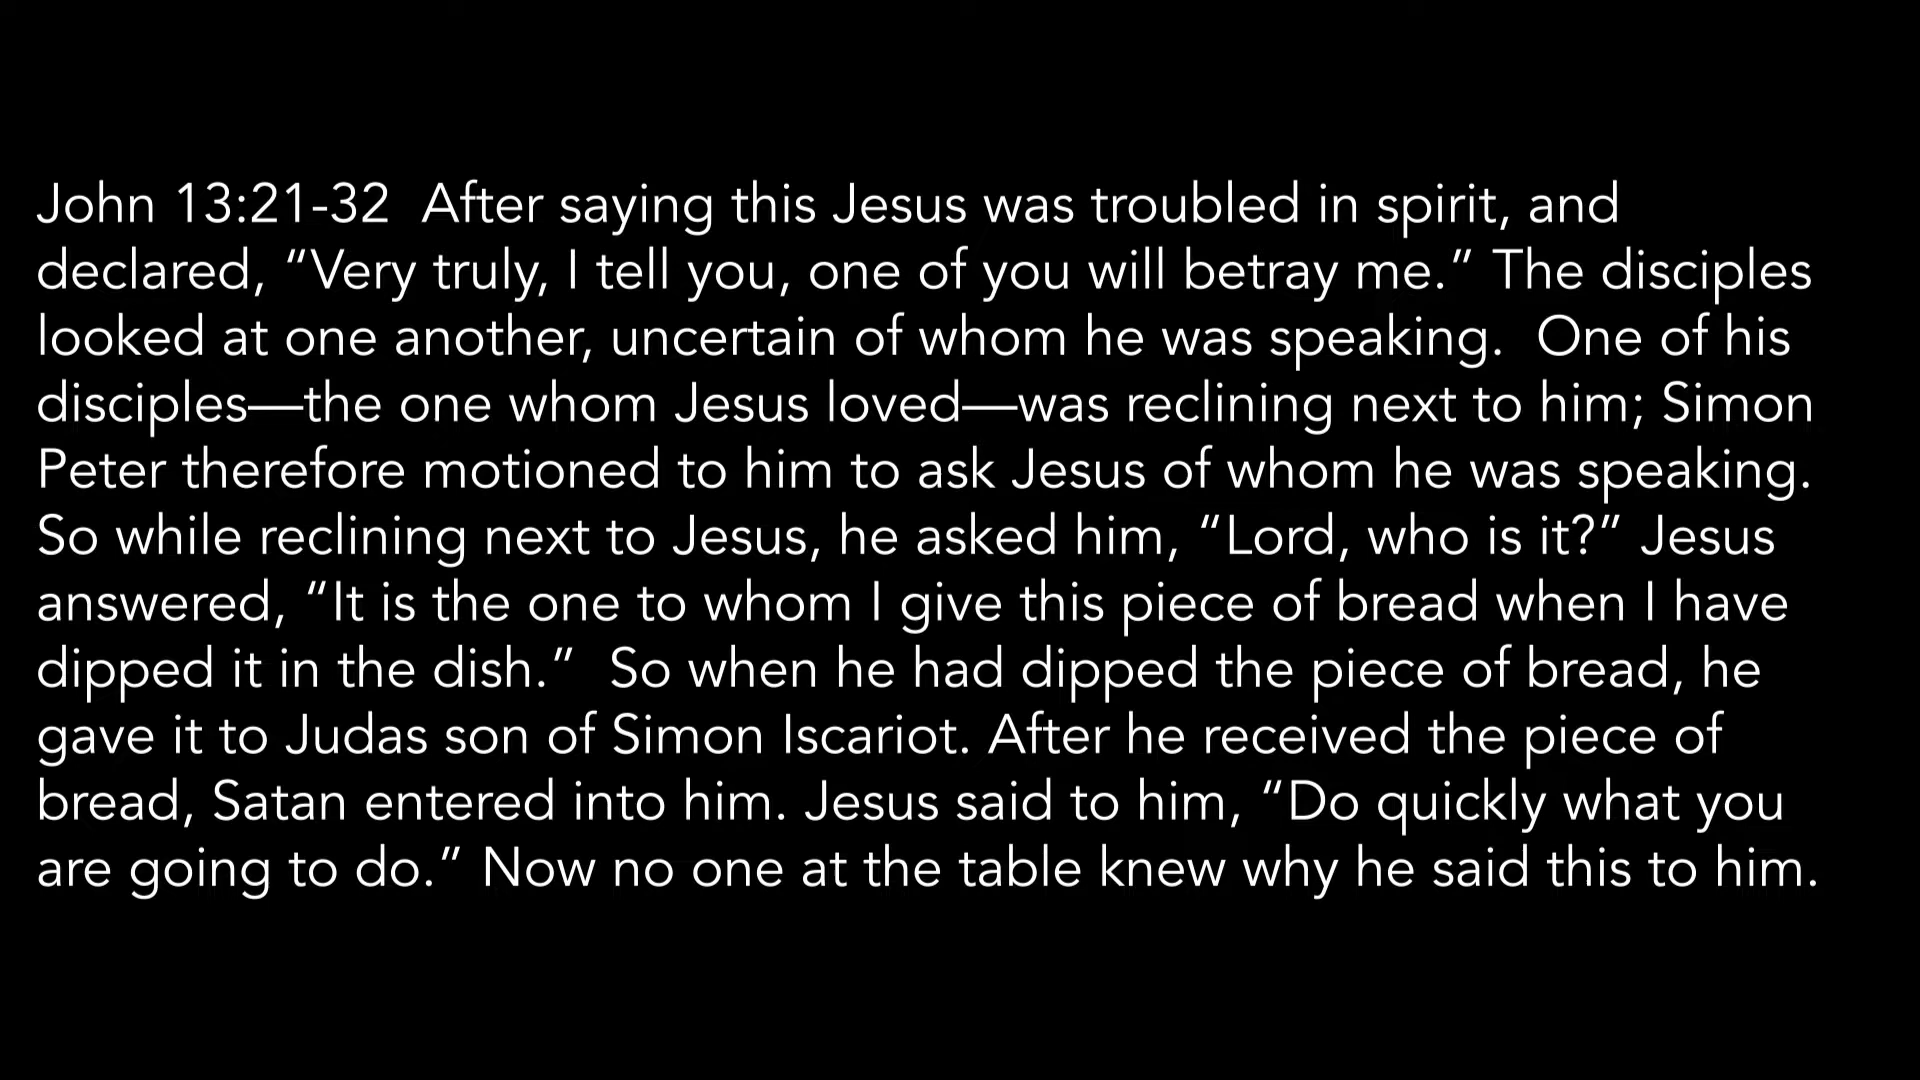 John 13:21-32  After saying this Jesus was troubled in spirit, and
declared, “Very truly, I tell you, one of you will betray me.” The disciples
looked at one another, uncertain of whom he was speaking.  One of his
disciples—the one whom Jesus loved—was reclining next to him; Simon
Peter therefore motioned to him to ask Jesus of whom he was speaking.
So while reclining next to Jesus, he asked him, “Lord, who is it?” Jesus
answered, “It is the one to whom I give this piece of bread when I have
dipped it in the dish.”  So when he had dipped the piece of bread, he
gave it to Judas son of Simon Iscariot. After he received the piece of
bread, Satan entered into him. Jesus said to him, “Do quickly what you
are going to do.” Now no one at the table knew why he said this to him.